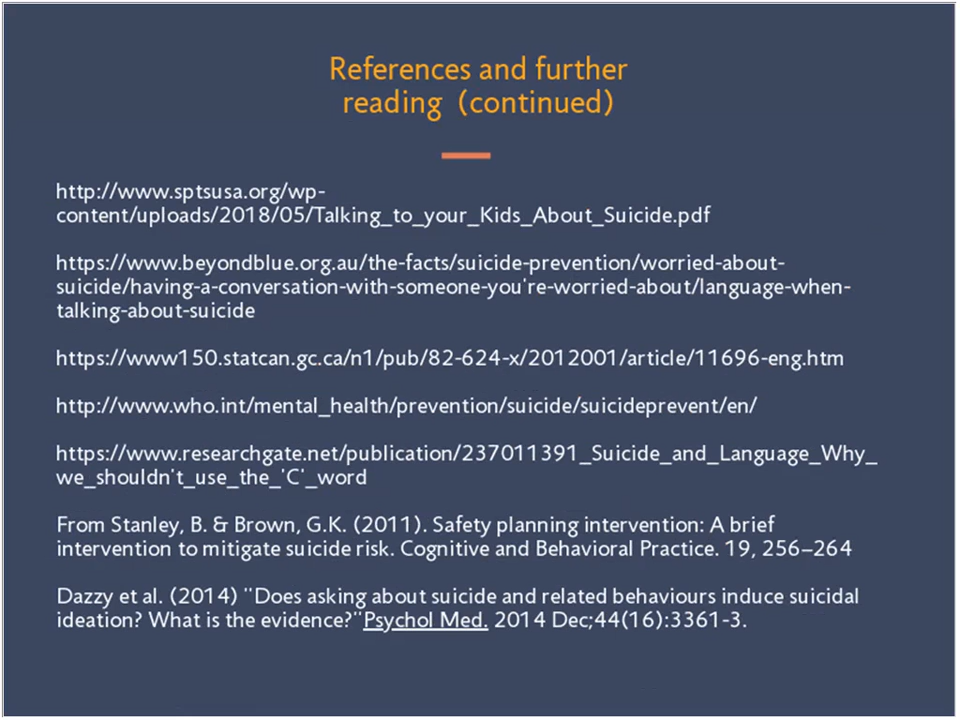 References and further
reading (continued)
http://www.sptsusa.org/wp-
content/uploads/2018/05/Talking_to_your_Kids_About_Suicide.pdf
https://www.beyondblue.org.au/the-facts/suicide-prevention/worried-about-
suicide/having-a-conversation-with-someone-you're-worried-about/language-when-
talking-about-suicide
https://www150.statcan.gc.ca/n1/pub/82-624-x/2012001/article/11696-eng.htm
http://www.who.int/mental_health/prevention/suicide/suicideprevent/en/
https://www.researchgate.net/publication/237011391_Suicide_and_Language_Why_
we_shouldn't_use_the_'C'_word
From Stanley, B. & Brown, G.K. (2011). Safety planning intervention: A brief
intervention to mitigate suicide risk. Cognitive and Behavioral Practice. 19, 256–264
Dazzy et al. (2014) "Does asking about suicide and related behaviours induce suicidal
ideation? What is the evidence?"Psychol Med. 2014 Dec;44(16):3361-3.